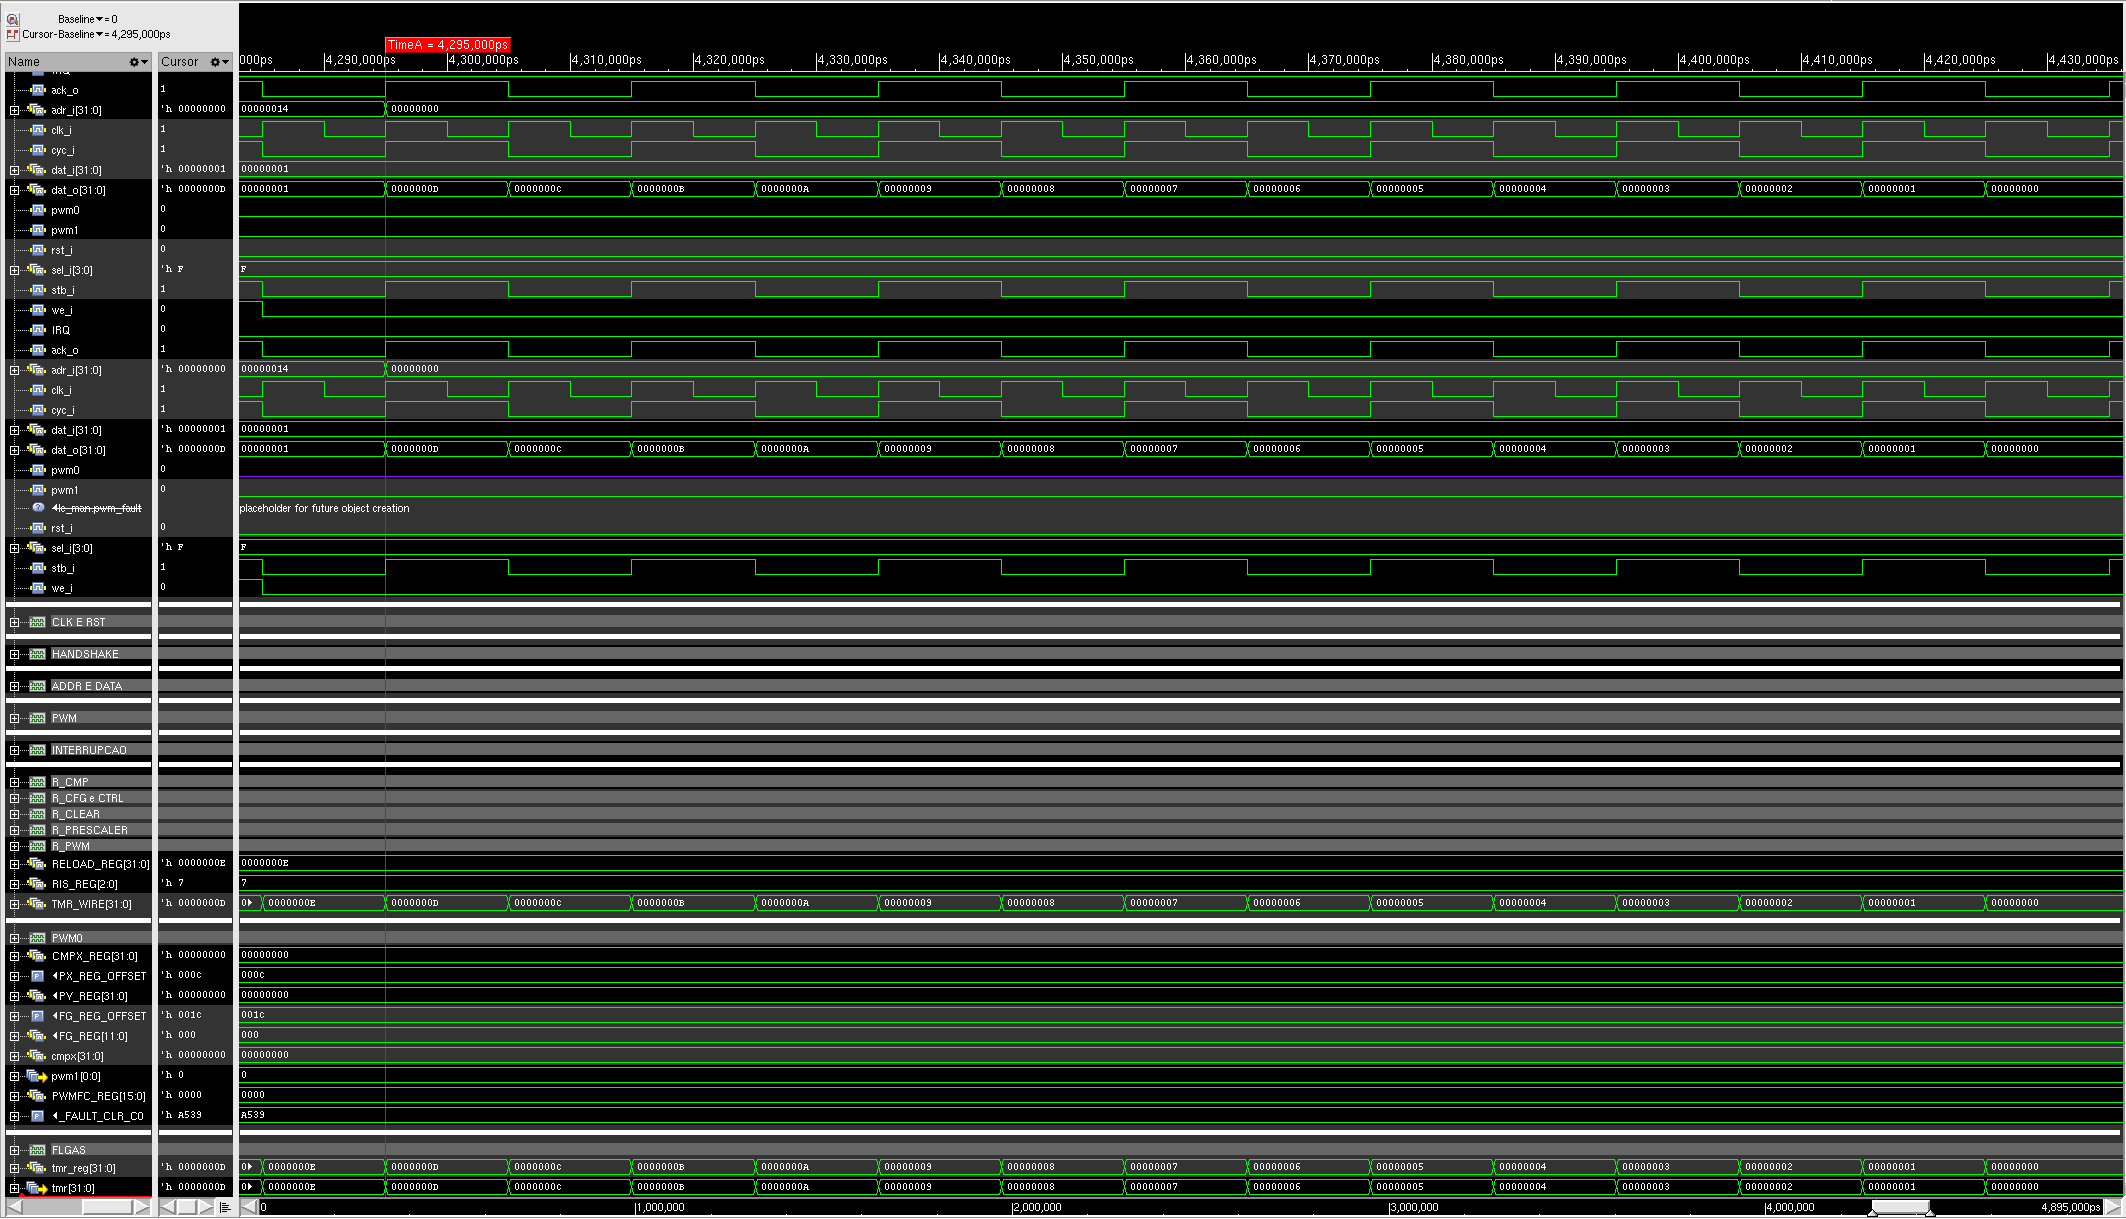 Baseline▼= 0
Cursor-Baseline▼= 4,295,000ps
TimeA = 4,295,000ps
Name Cursor 000ps 4,290,000ps 4,300,000ps 4,310,000ps 4,320,000ps 4,330,000ps 4,340,000ps 4,350,000ps 4,360,000ps 4,370,000ps 4,380,000ps 4,390,000ps 4,400,000ps 4,410,000ps 4,420,000ps 4,430,000ps
ack_o 1
adr_i[31:0] 'h 00000000 00000014 00000000
clk_i 1
cyc_i 1
dat_i[31:0] 'h 00000001 00000001
dat_o[31:0] 'h 0000000D 00000001 0000000D 0000000C 0000000B 0000000A 00000009 00000008 00000007 00000006 00000005 00000004 00000003 00000002 00000001 00000000
pwm0 0
pwm1 0
rst_i 0
sel_i[3:0] 'h F F
stb_i 1
we_i 0
IRQ 0
ack_o 1
adr_i[31:0] 'h 00000000 00000014 00000000
clk_i 1
cyc_i 1
dat_i[31:0] 'h 00000001 00000001
dat_o[31:0] 'h 0000000D 00000001 0000000D 0000000C 0000000B 0000000A 00000009 00000008 00000007 00000006 00000005 00000004 00000003 00000002 00000001 00000000
pwm0 0
pwm1 0
lc_man.pwm_fault placeholder for future object creation
rst_i 0
sel_i[3:0] 'h F F
stb_i 1
we_i 0
CLK E RST
HANDSHAKE
ADDR E DATA
PWM
INTERRUPCAO
R_CMP
R_CFG e CTRL
R_CLEAR
R_PRESCALER
R_PWM
RELOAD_REG[31:0] 'h 0000000E 0000000E
RIS_REG[2:0] 'h 7 7
TMR_WIRE[31:0] 'h 0000000D 0 0000000E 0000000D 0000000C 0000000B 0000000A 00000009 00000008 00000007 00000006 00000005 00000004 00000003 00000002 00000001 00000000
PWM0
CMPX_REG[31:0] 'h 00000000 00000000
PX_REG_OFFSET 'h 000c 000c
PY_REG[31:0] 'h 00000000 00000000
FG_REG_OFFSET 'h 001c 001c
FG_REG[11:0] 'h 000 000
cmpx[31:0] 'h 00000000 00000000
pwm1[0:0] 'h 0 0
PWMFC_REG[15:0] 'h 0000 0000
_FAULT_CLR_CO 'h A539 A539
FLGAS
tmr_reg[31:0] 'h 0000000D 0 0000000E 0000000D 0000000C 0000000B 0000000A 00000009 00000008 00000007 00000006 00000005 00000004 00000003 00000002 00000001 00000000
tmr[31:0] 'h 0000000D 0 0000000E 0000000D 0000000C 0000000B 0000000A 00000009 00000008 00000007 00000006 00000005 00000004 00000003 00000002 00000001 00000000
0 1,000,000 2,000,000 3,000,000 4,000,000 4,895,000ps